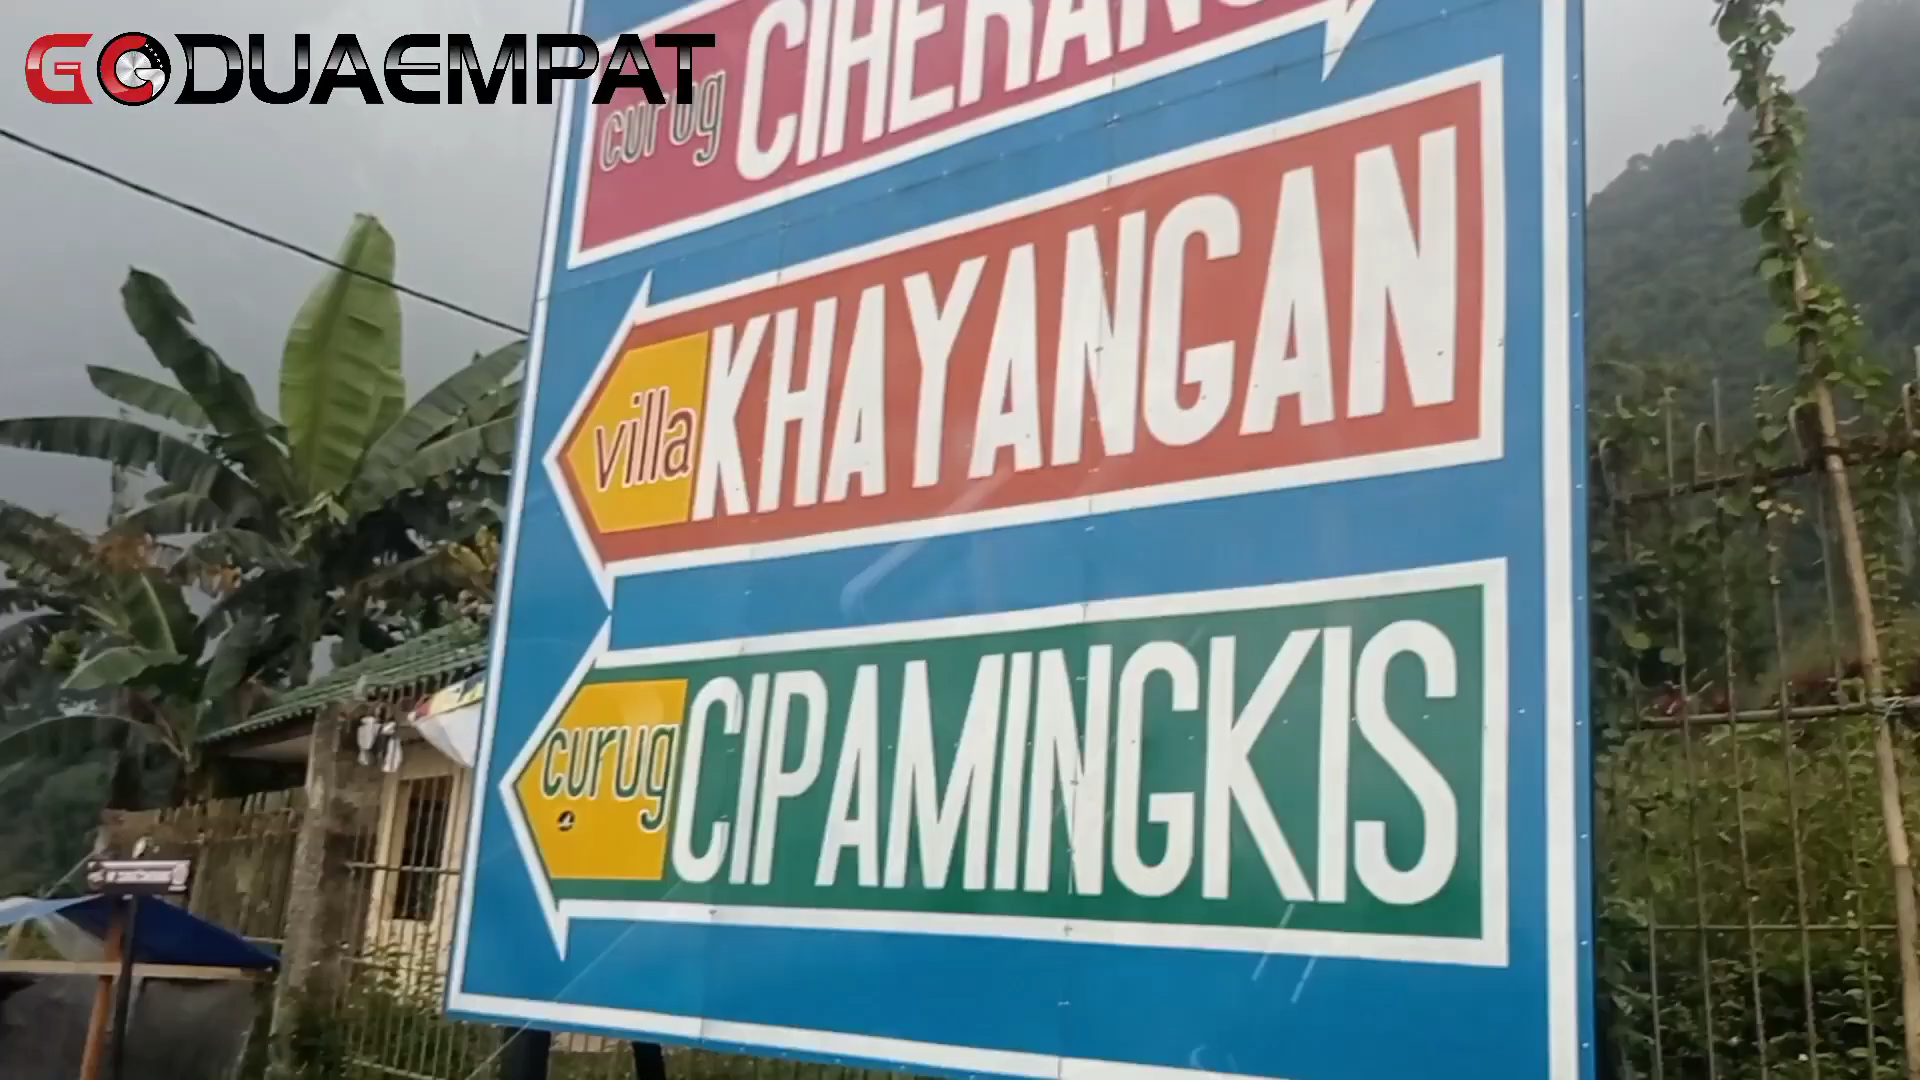 GODUAEMPAT
curug CIHERANG
villa KHAYANGAN
curug CIPAMINGKIS